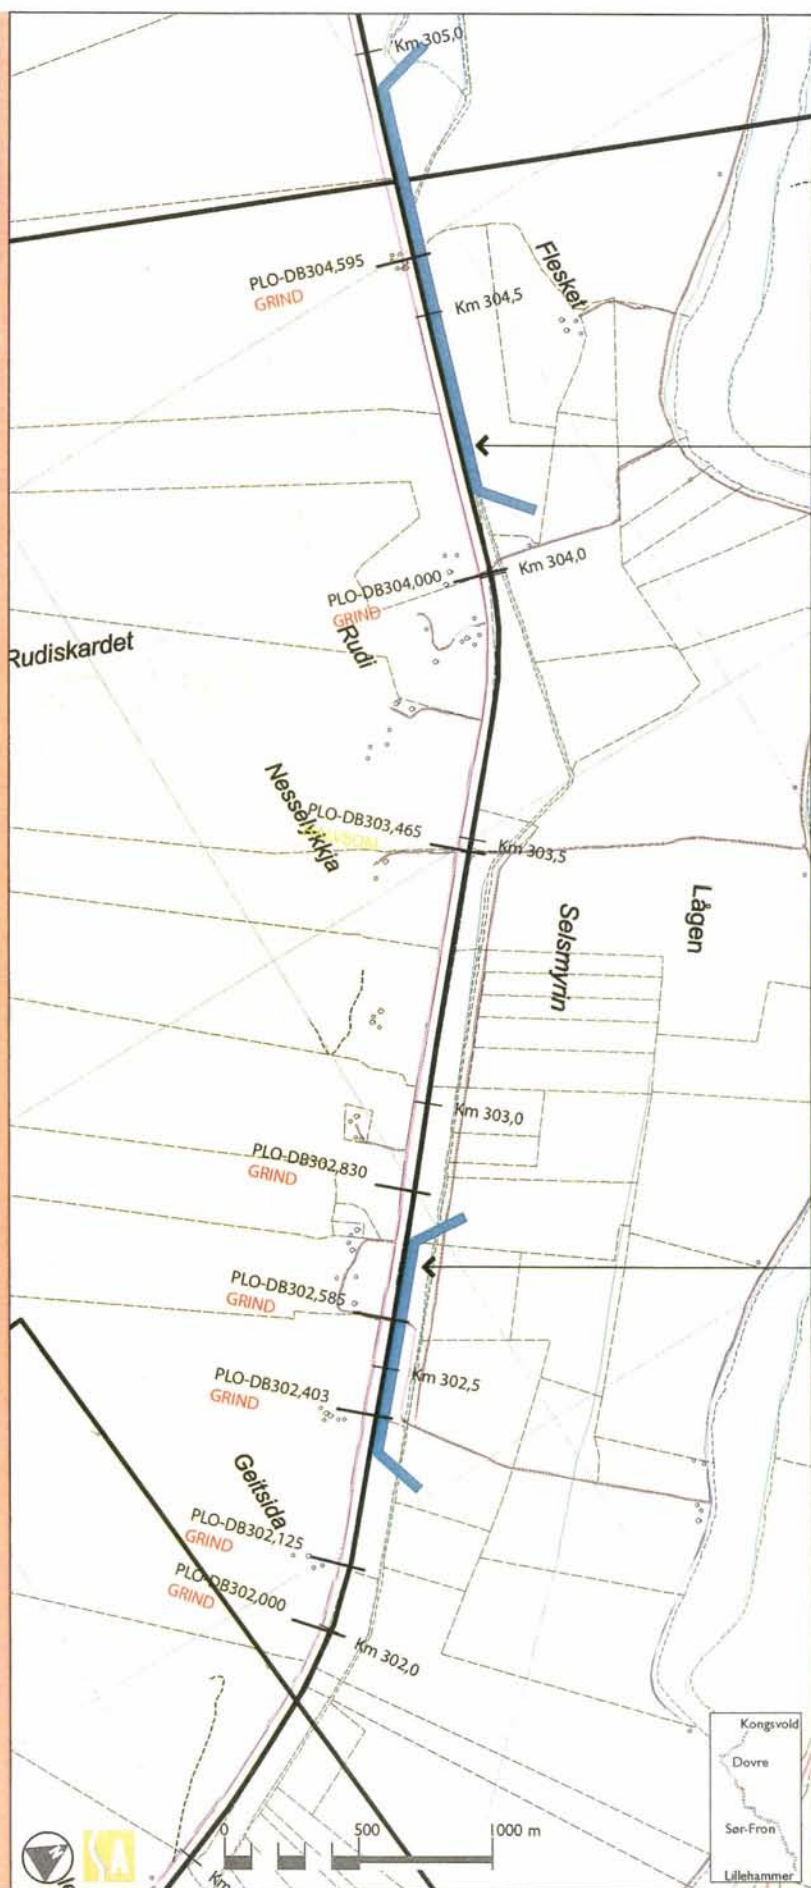 Km 305,0
PLO-DB304,595
GRIND
Flesket
Km 304,5
Km 304,0
PLO-DB304,000
GRIND
Rudi
Rudiskardet
Nesselykkja
PLO-DB303,465
Km 303,5
Lågen
Selsmyrin
Km 303,0
PLO-DB302,830
GRIND
PLO-DB302,585
GRIND
Km 302,5
PLO-DB302,403
GRIND
Geitsida
PLO-DB302,125
GRIND
PLO-DB302,000
GRIND
Km 302,0
Kongsvold
Dovre
Sør-Fron
Lillehammer
0 500 1000 m
Km